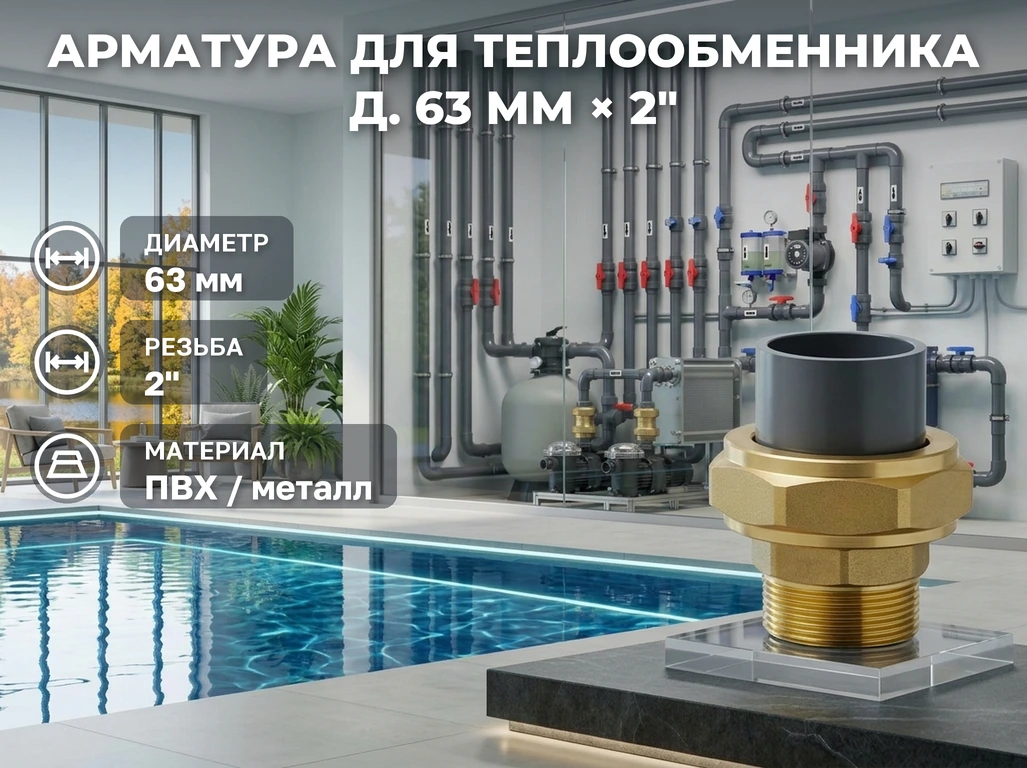 АРМАТУРА ДЛЯ ТЕПЛООБМЕННИКА
Д. 63 ММ × 2"
ДИАМЕТР
63 мм
РЕЗЬБА
2"
МАТЕРИАЛ
ПВХ / металл